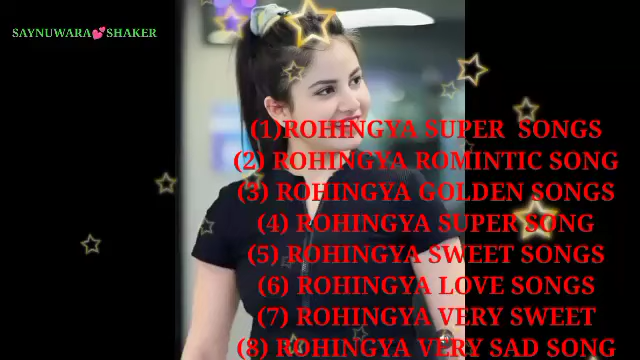 SAYNUWARA💕SHAKER
(1)ROHINGYA SUPER SONGS
(2) ROHINGYA ROMINTIC SONG
(3) ROHINGYA GOLDEN SONGS
(4) ROHINGYA SUPER SONG
(5) ROHINGYA SWEET SONGS
(6) ROHINGYA LOVE SONGS
(7) ROHINGYA VERY SWEET
(8) ROHINGYA VERY SAD SONG